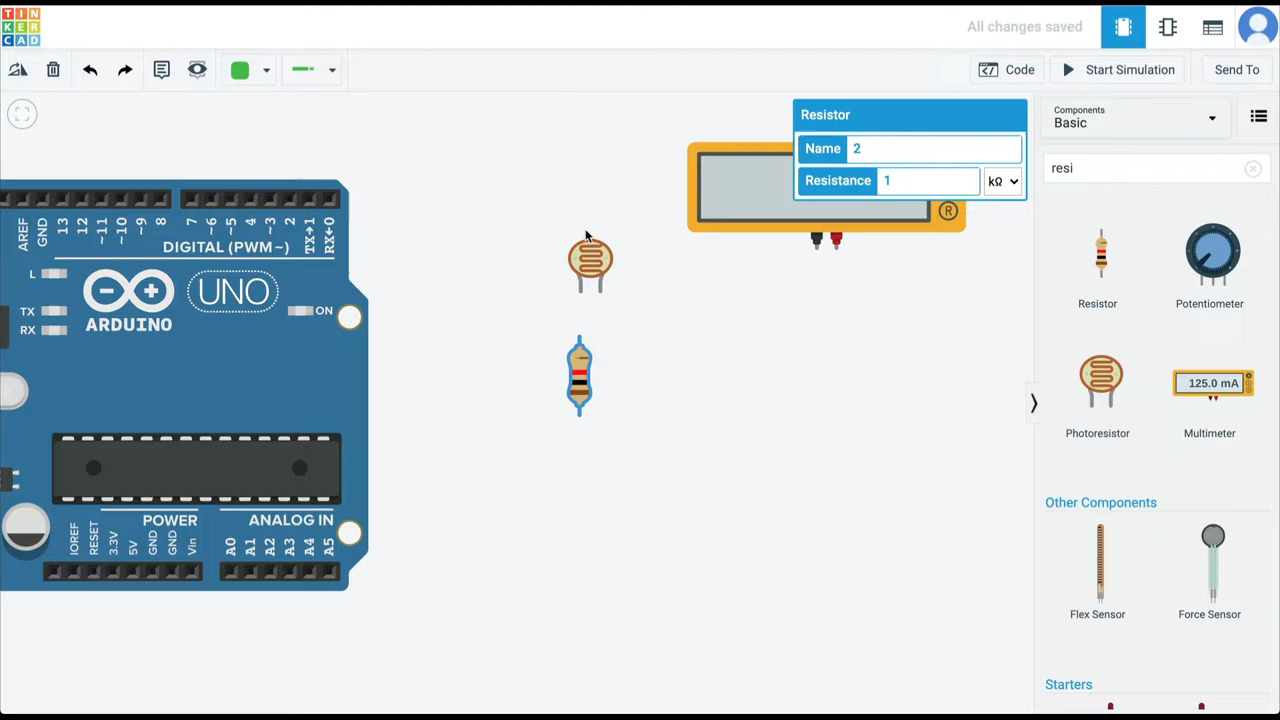 TIN
KER
CAD
All changes saved
Code
Start Simulation
Send To
Resistor
Name 2
Resistance 1 kΩ
R
Components
Basic
resi
Resistor
Potentiometer
125.0 mA
Photoresistor
Multimeter
Other Components
Flex Sensor
Force Sensor
Starters
AREF
GND
13
12
~11
~10
~9
8
7
~6
~5
4
~3
2
TX→1
RX←0
DIGITAL (PWM~)
L
TX
RX
UNO
ARDUINO
ON
POWER
ANALOG IN
IOREF
RESET
3.3V
5V
GND
GND
Vin
A0
A1
A2
A3
A4
A5